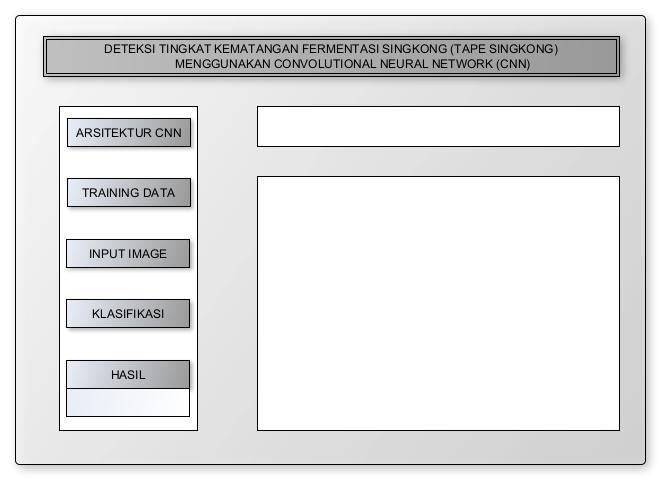 DETEKSI TINGKAT KEMATANGAN FERMENTASI SINGKONG (TAPE SINGKONG)
MENGGUNAKAN CONVOLUTIONAL NEURAL NETWORK (CNN)
ARSITEKTUR CNN
TRAINING DATA
INPUT IMAGE
KLASIFIKASI
HASIL